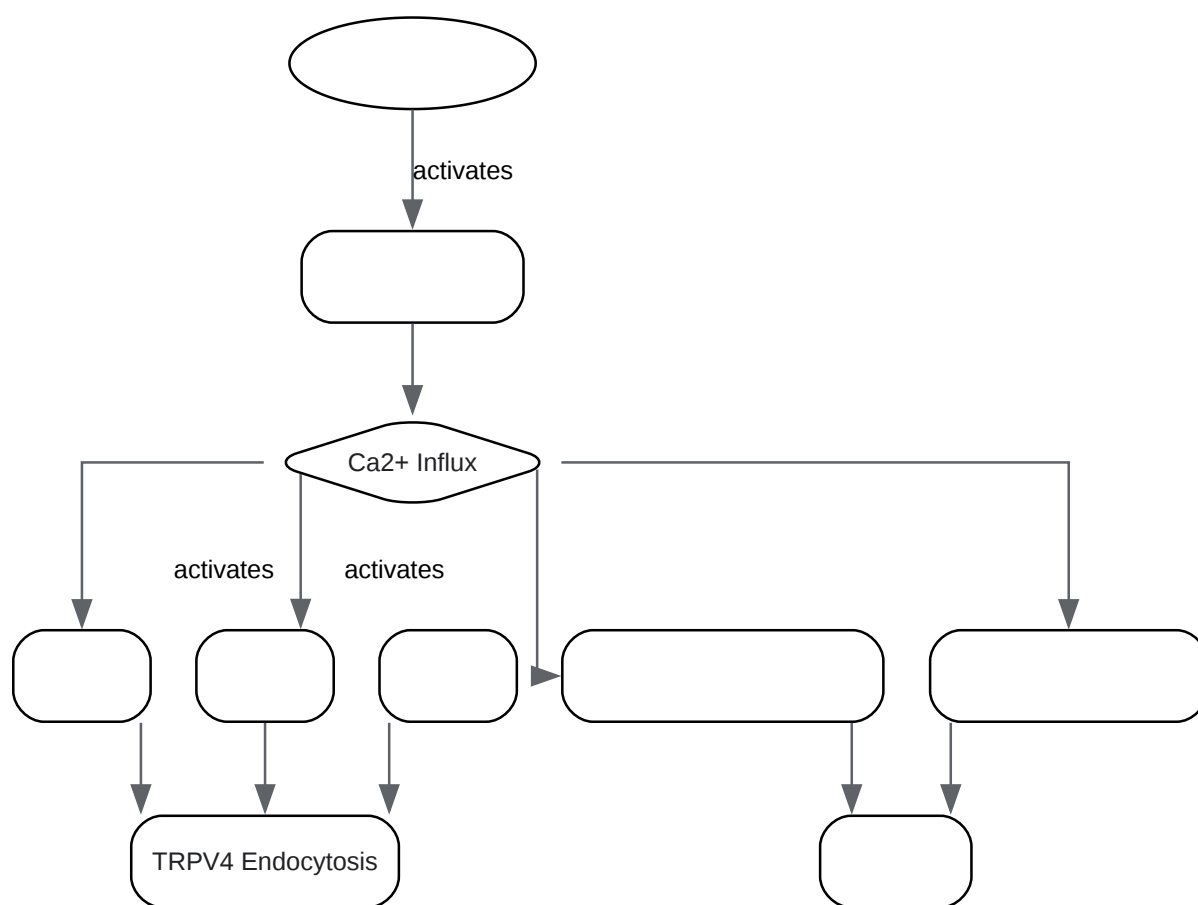 activates
Ca2+ Influx
activates
activates
TRPV4 Endocytosis